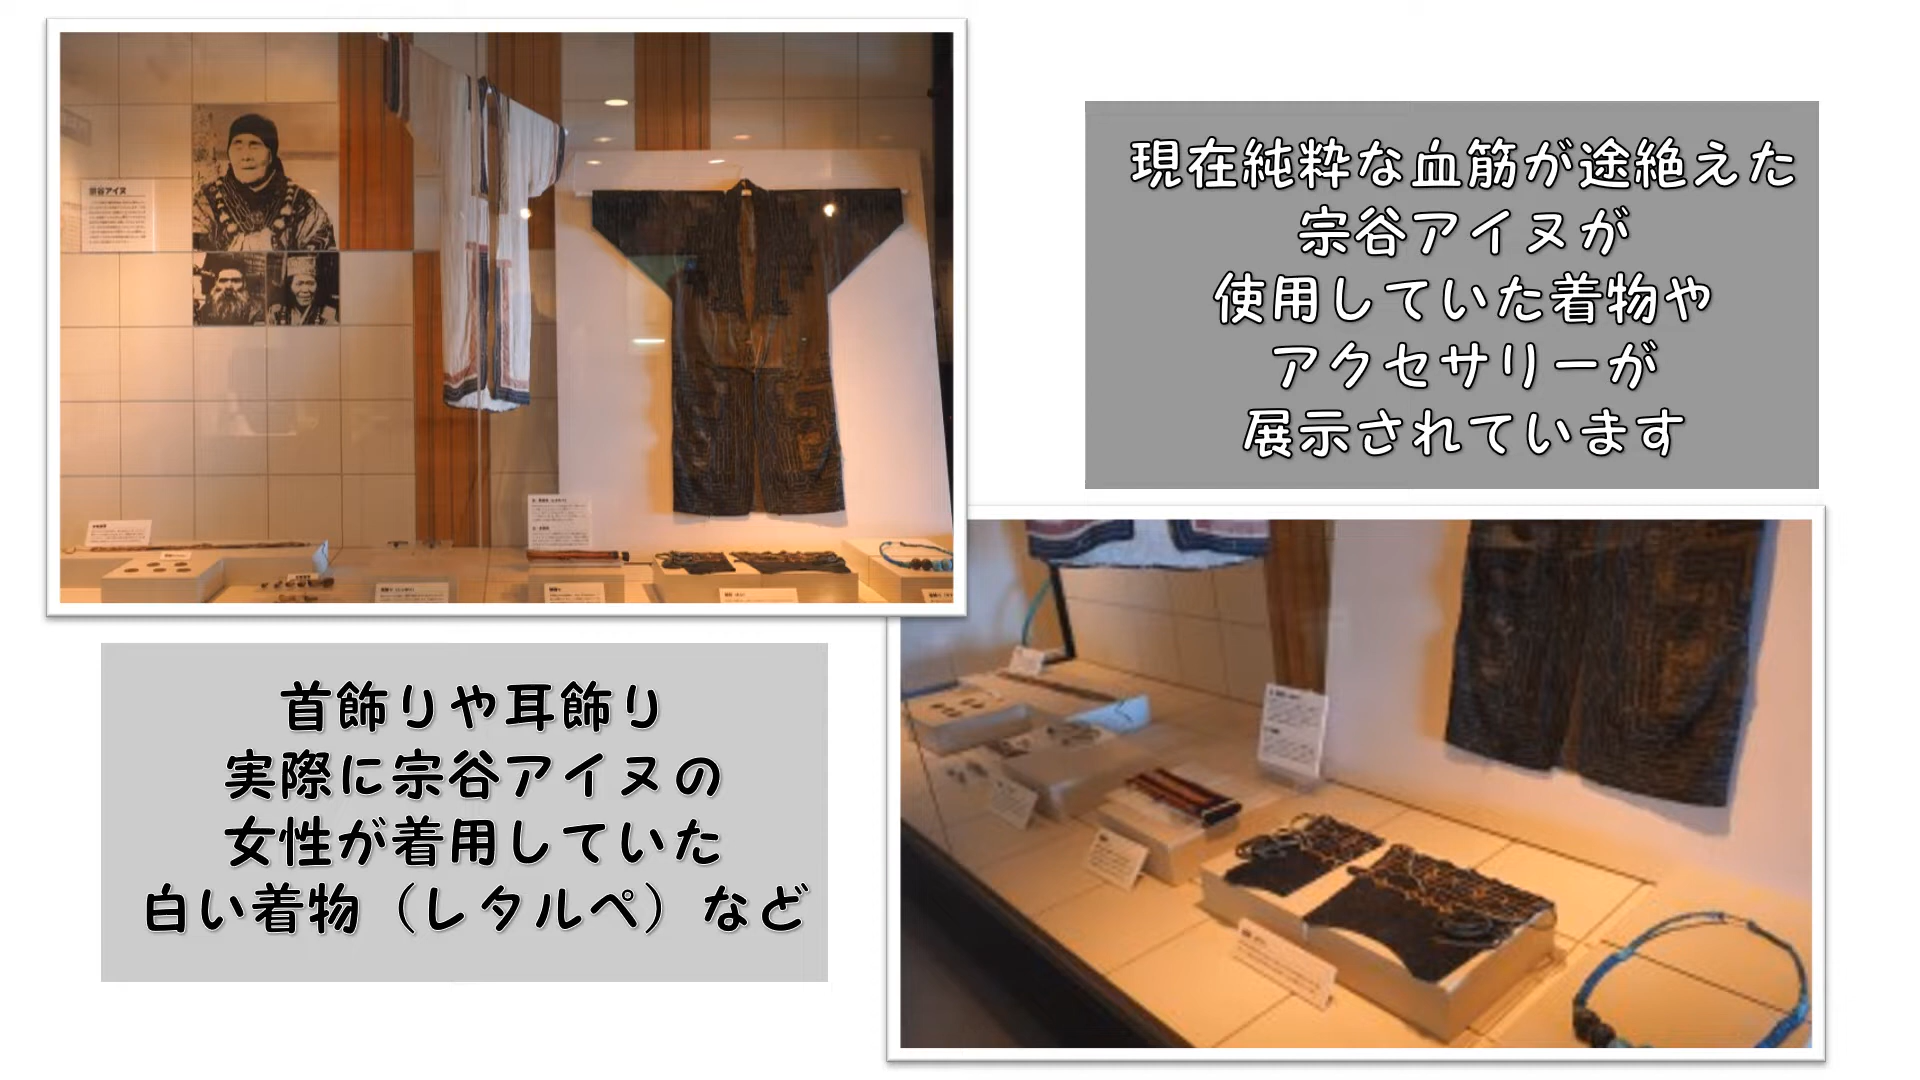 宗谷アイヌ
現在純粋な血筋が途絶えた
宗谷アイヌが
使用していた着物や
アクセサリーが
展示されています
首飾りや耳飾り
実際に宗谷アイヌの
女性が着用していた
白い着物（レタルペ）など